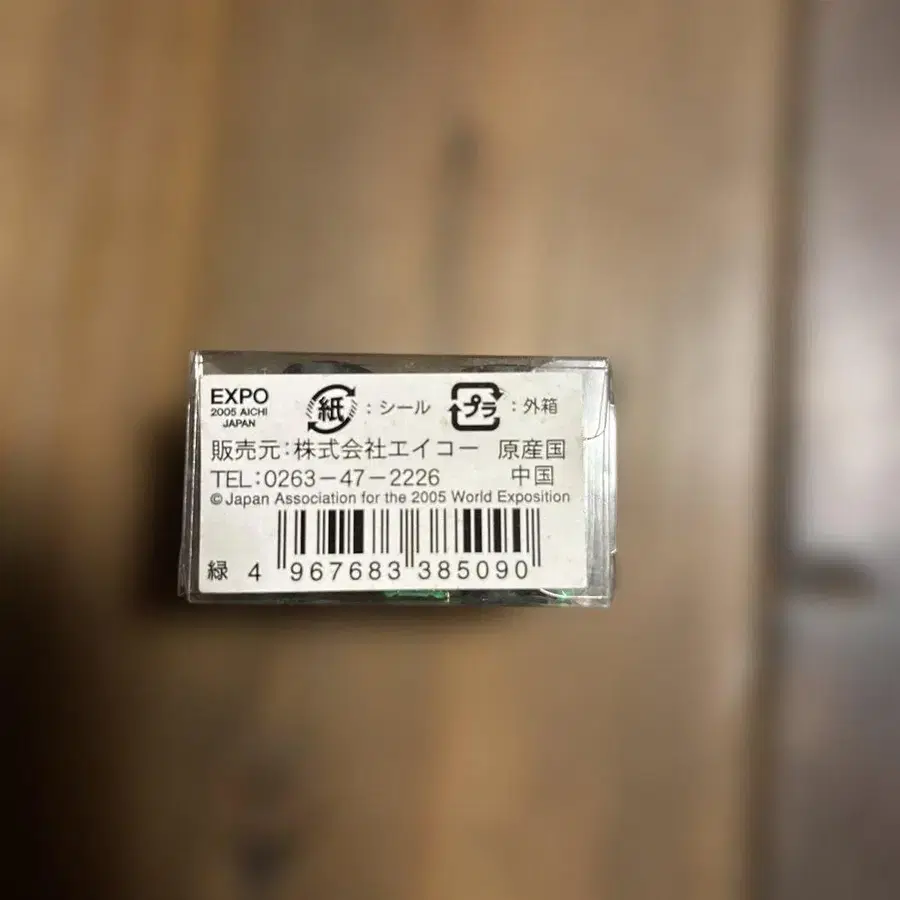 EXPO
2005 AICHI
JAPAN
紙 : シール
プラ : 外箱
販売元:株式会社エイコー 原産国
TEL:0263-47-2226 中国
©Japan Association for the 2005 World Exposition
緑 4 967683 385090